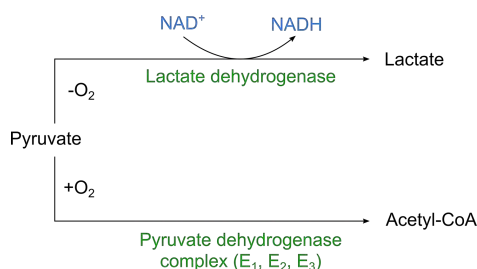 NAD⁺ NADH
Lactate dehydrogenase
Lactate
-O₂
Pyruvate
+O₂
Acetyl-CoA
Pyruvate dehydrogenase
complex (E₁, E₂, E₃)